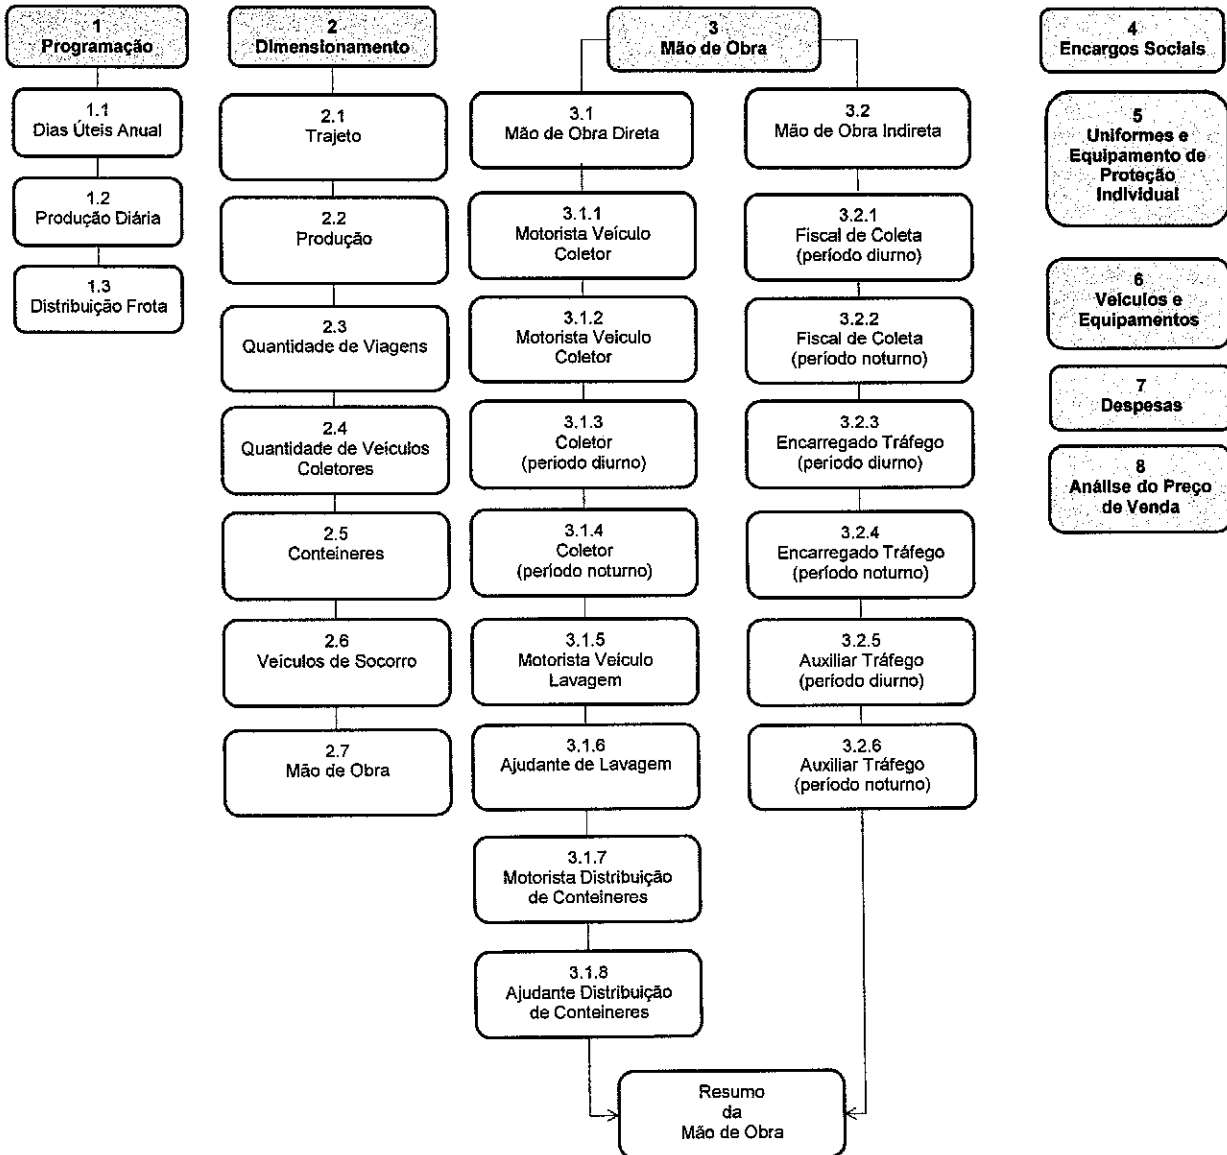 1
Programação
1.1
Dias Úteis Anual
1.2
Produção Diária
1.3
Distribuição Frota
2
Dimensionamento
2.1
Trajeto
2.2
Produção
2.3
Quantidade de Viagens
2.4
Quantidade de Veículos
Coletores
2.5
Conteineres
2.6
Veículos de Socorro
2.7
Mão de Obra
3
Mão de Obra
3.1
Mão de Obra Direta
3.1.1
Motorista Veículo
Coletor
3.1.2
Motorista Veículo
Coletor
3.1.3
Coletor
(período diurno)
3.1.4
Coletor
(período noturno)
3.1.5
Motorista Veículo
Lavagem
3.1.6
Ajudante de Lavagem
3.1.7
Motorista Distribuição
de Conteineres
3.1.8
Ajudante Distribuição
de Conteineres
3.2
Mão de Obra Indireta
3.2.1
Fiscal de Coleta
(período diurno)
3.2.2
Fiscal de Coleta
(período noturno)
3.2.3
Encarregado Tráfego
(período diurno)
3.2.4
Encarregado Tráfego
(período noturno)
3.2.5
Auxiliar Tráfego
(período diurno)
3.2.6
Auxiliar Tráfego
(período noturno)
Resumo
da
Mão de Obra
4
Encargos Sociais
5
Uniformes e
Equipamento de
Proteção
Individual
6
Veículos e
Equipamentos
7
Despesas
8
Análise do Preço
de Venda